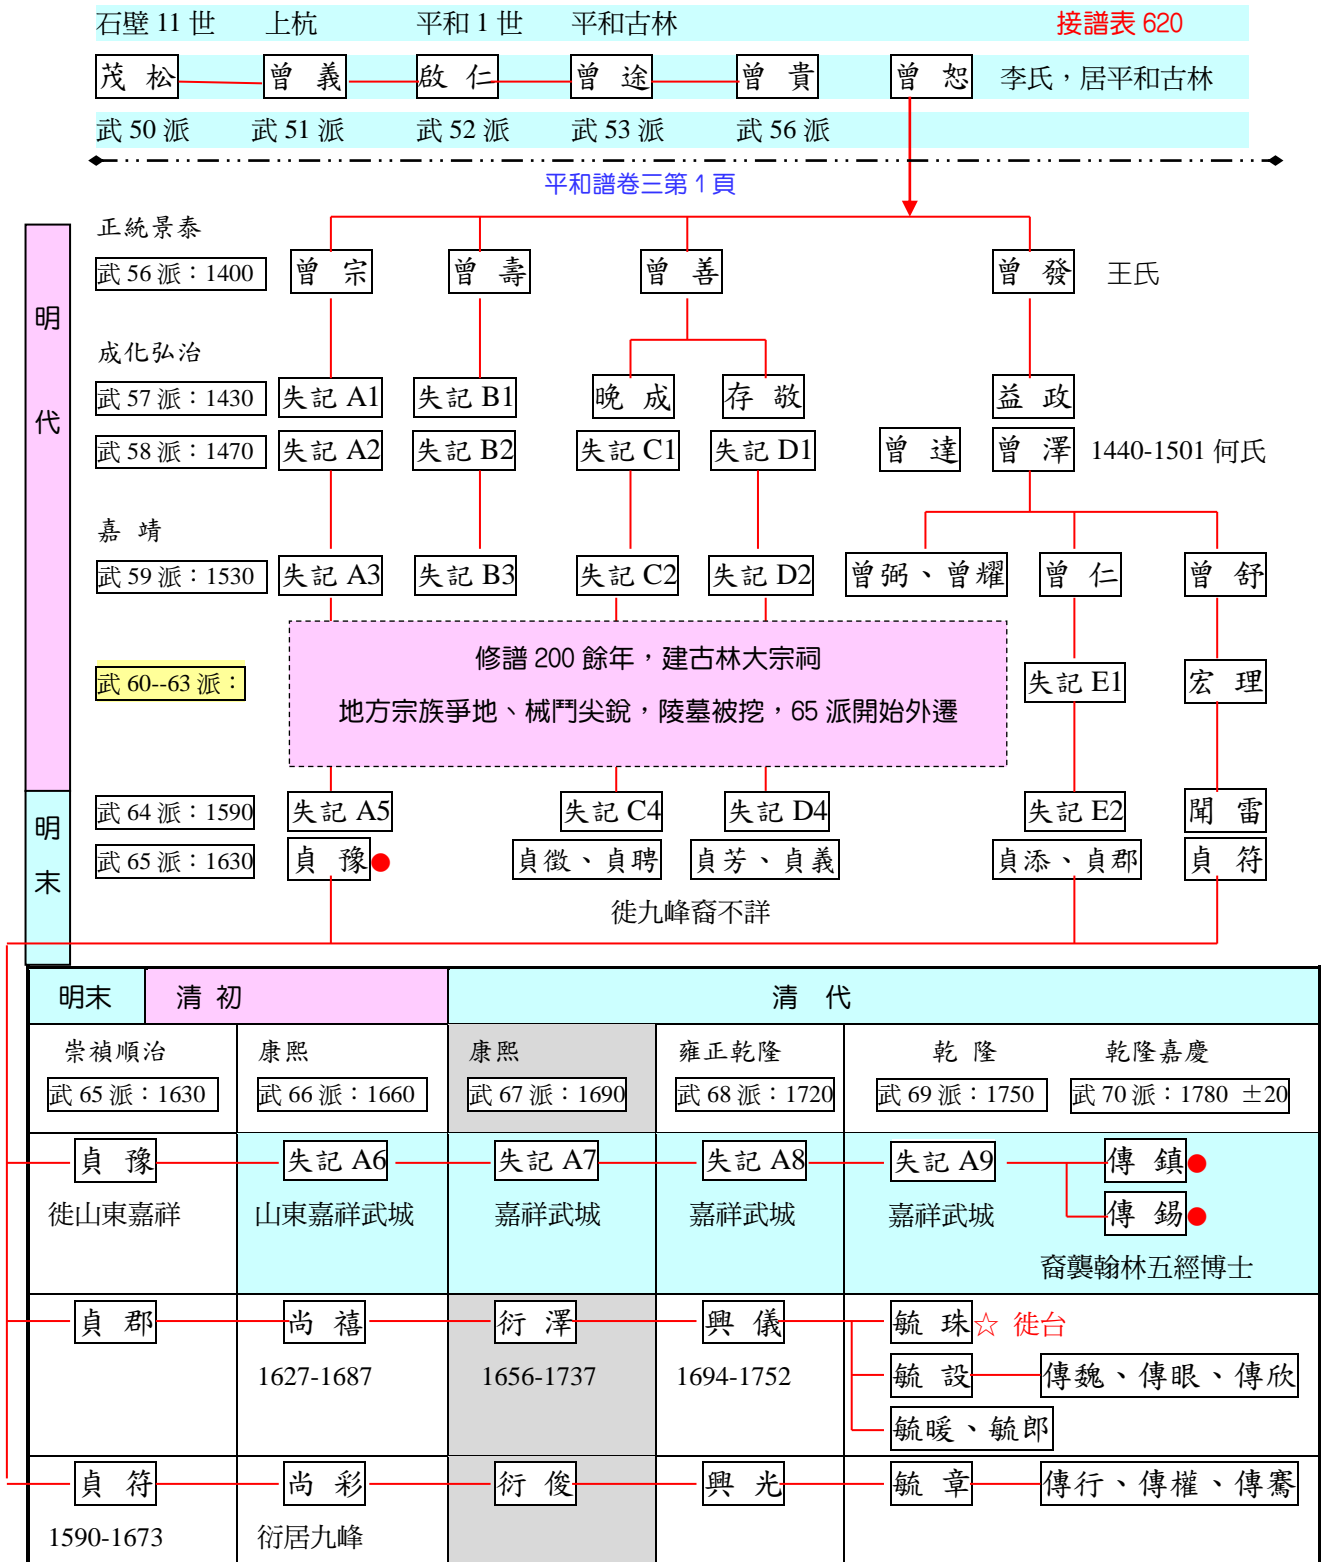 石壁 11 世 上杭 平和 1 世 平和古林 接譜表 620
茂 松 曾 義 啟 仁 曾 途 曾 貴 曾 恕 李氏，居平和古林
武 50 派 武 51 派 武 52 派 武 53 派 武 56 派
平和譜卷三第 1 頁
正統景泰
武 56 派：1400 曾 宗 曾 壽 曾 善 曾 發 王氏
明 代
成化弘治
武 57 派：1430 失記 A1 失記 B1 晚 成 存 敬 益 政
武 58 派：1470 失記 A2 失記 B2 失記 C1 失記 D1 曾 達 曾 澤 1440-1501 何氏
嘉 靖
武 59 派：1530 失記 A3 失記 B3 失記 C2 失記 D2 曾弼、曾耀 曾 仁 曾 舒
修譜 200 餘年，建古林大宗祠
武 60--63 派： 失記 E1 宏 理
地方宗族爭地、械鬥尖銳，陵墓被挖，65 派開始外遷
明 末
武 64 派：1590 失記 A5 失記 C4 失記 D4 失記 E2 聞 雷
武 65 派：1630 貞 豫 貞徵、貞聘 貞芳、貞義 貞添、貞郡 貞 符
徙九峰裔不詳
明末 清 初 清 代
崇禎順治 康熙 康熙 雍正乾隆 乾 隆 乾隆嘉慶
武 65 派：1630 武 66 派：1660 武 67 派：1690 武 68 派：1720 武 69 派：1750 武 70 派：1780 ±20
貞 豫 失記 A6 失記 A7 失記 A8 失記 A9 傳 鎮
徙山東嘉祥 山東嘉祥武城 嘉祥武城 嘉祥武城 嘉祥武城 傳 錫
裔襲翰林五經博士
貞 郡 尚 禧 衍 澤 興 儀 毓 珠☆ 徙台
1627-1687 1656-1737 1694-1752 毓 設 傳魏、傳眼、傳欣
毓暖、毓郎
貞 符 尚 彩 衍 俊 興 光 毓 章 傳行、傳權、傳騫
1590-1673 衍居九峰